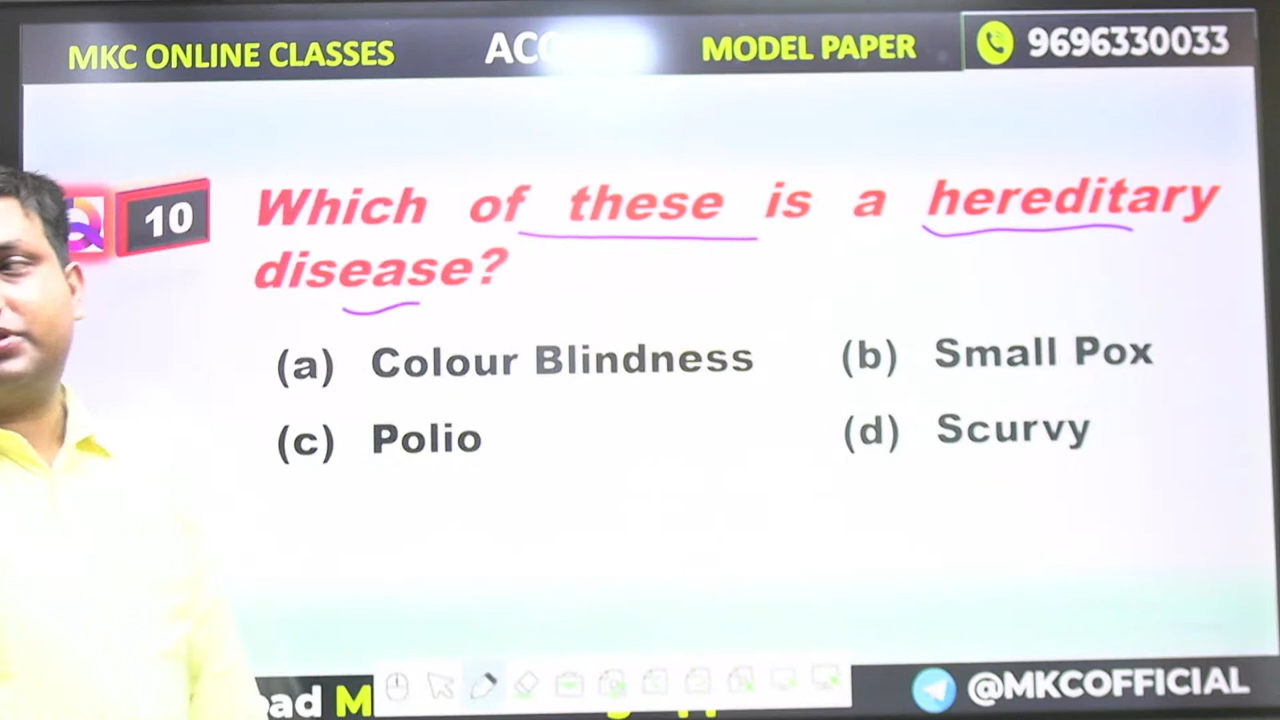 MKC ONLINE CLASSES
MODEL PAPER
9696330033
10
Which of these is a hereditary
disease?
(a) Colour Blindness
(b) Small Pox
(c) Polio
(d) Scurvy
@MKCOFFICIAL